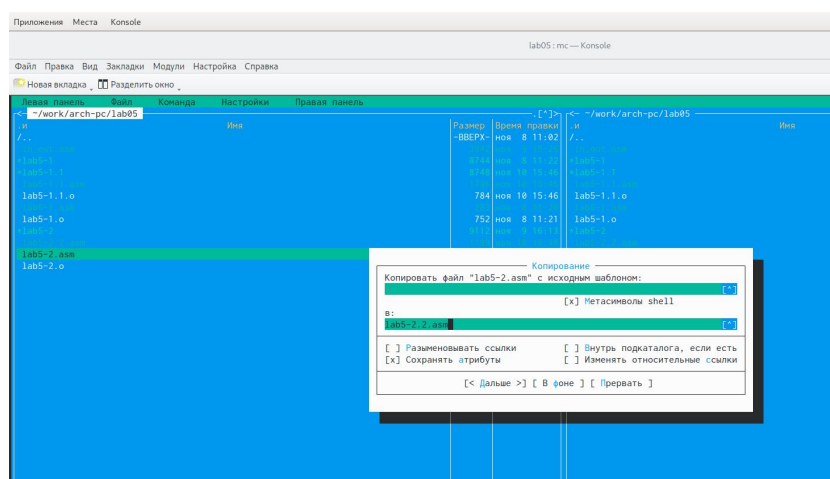 Приложения Места Konsole
lab05 : mc — Konsole
Файл Правка Вид Закладки Модули Настройка Справка
Новая вкладка Разделить окно
Левая панель Файл Команда Настройки Правая панель
<- ~/work/arch-pc/lab05 .[^]> <- ~/work/arch-pc/lab05
.и Имя Размер Время правки .и Имя
/.. -ВВЕРХ- ноя 8 11:02 /..
*lab5-1 8744 ноя 8 11:22 *lab5-1
*lab5-1.1 8748 ноя 10 15:46 *lab5-1.1
lab5-1.1.o 784 ноя 10 15:46 lab5-1.1.o
lab5-1.o 752 ноя 8 11:21 lab5-1.o
*lab5-2 9112 ноя 9 16:13 *lab5-2
lab5-2.asm
lab5-2.o
Копирование
Копировать файл "lab5-2.asm" с исходным шаблоном:
[^]
[x] Метасимволы shell
в:
lab5-2.2.asm [^]
[ ] Разыменовывать ссылки [ ] Внутрь подкаталога, если есть
[x] Сохранять атрибуты [ ] Изменять относительные ссылки
[< Дальше >] [ В фоне ] [ Прервать ]